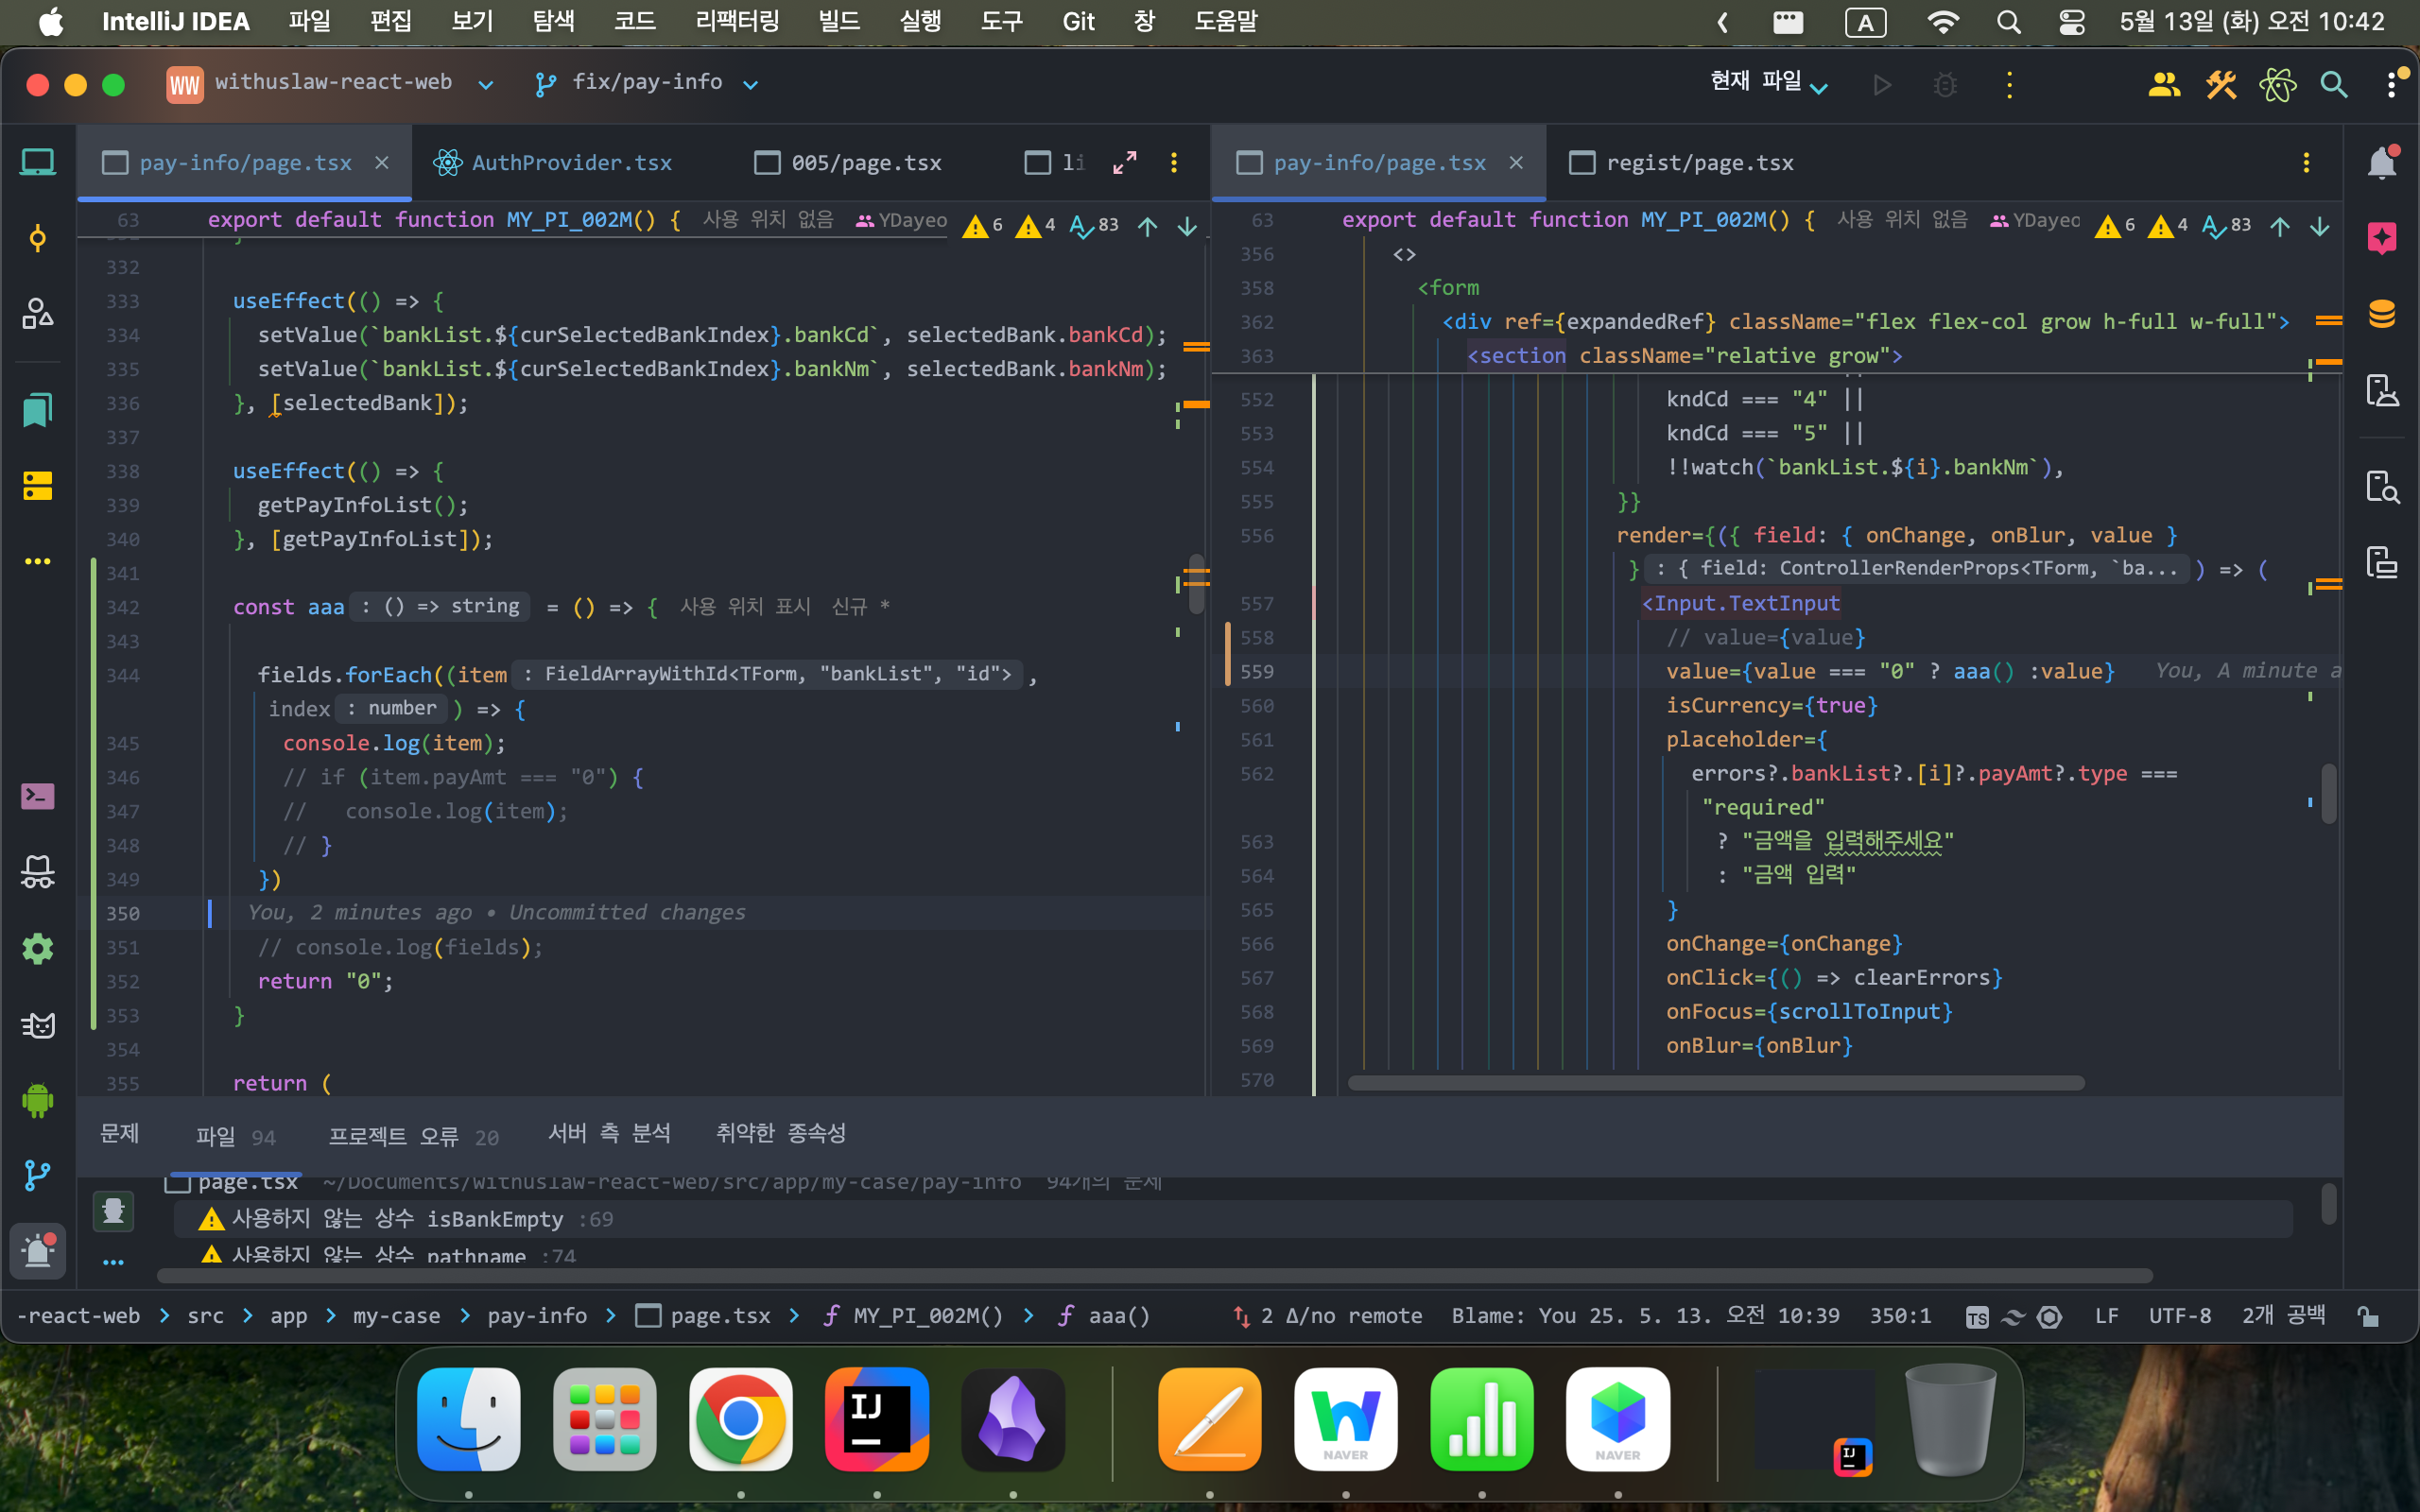 IntelliJ IDEA 파일 편집 보기 탐색 코드 리팩터링 빌드 실행 도구 Git 창 도움말 A 5월 13일 (화) 오전 10:42
WW withuslaw-react-web fix/pay-info 현재 파일
pay-info/page.tsx AuthProvider.tsx 005/page.tsx li
63 export default function MY_PI_002M() { 사용 위치 없음 YDayeo 6 4 83
332
333 useEffect(() => {
334 setValue(`bankList.${curSelectedBankIndex}.bankCd`, selectedBank.bankCd);
335 setValue(`bankList.${curSelectedBankIndex}.bankNm`, selectedBank.bankNm);
336 }, [selectedBank]);
337
338 useEffect(() => {
339 getPayInfoList();
340 }, [getPayInfoList]);
341
342 const aaa : () => string = () => { 사용 위치 표시 신규 *
343
344 fields.forEach((item : FieldArrayWithId<TForm, "bankList", "id"> ,
index : number ) => {
345 console.log(item);
346 // if (item.payAmt === "0") {
347 // console.log(item);
348 // }
349 })
350 You, 2 minutes ago • Uncommitted changes
351 // console.log(fields);
352 return "0";
353 }
354
355 return (
pay-info/page.tsx regist/page.tsx
63 export default function MY_PI_002M() { 사용 위치 없음 YDayeo 6 4 83
356 <>
358 <form
362 <div ref={expandedRef} className="flex flex-col grow h-full w-full">
363 <section className="relative grow">
552 kndCd === "4" ||
553 kndCd === "5" ||
554 !!watch(`bankList.${i}.bankNm`),
555 }}
556 render={({ field: { onChange, onBlur, value }
} : { field: ControllerRenderProps<TForm, `ba... ) => (
557 <Input.TextInput
558 // value={value}
559 value={value === "0" ? aaa() :value} You, A minute a
560 isCurrency={true}
561 placeholder={
562 errors?.bankList?.[i]?.payAmt?.type ===
"required"
563 ? "금액을 입력해주세요"
564 : "금액 입력"
565 }
566 onChange={onChange}
567 onClick={() => clearErrors}
568 onFocus={scrollToInput}
569 onBlur={onBlur}
570
문제 파일 94 프로젝트 오류 20 서버 측 분석 취약한 종속성
page.tsx ~/Documents/withuslaw-react-web/src/app/my-case/pay-info 94개의 문제
사용하지 않는 상수 isBankEmpty :69
사용하지 않는 상수 pathname :74
-react-web > src > app > my-case > pay-info > page.tsx > MY_PI_002M() > aaa() 2 Δ/no remote Blame: You 25. 5. 13. 오전 10:39 350:1 TS LF UTF-8 2개 공백
IJ NAVER NAVER IJ